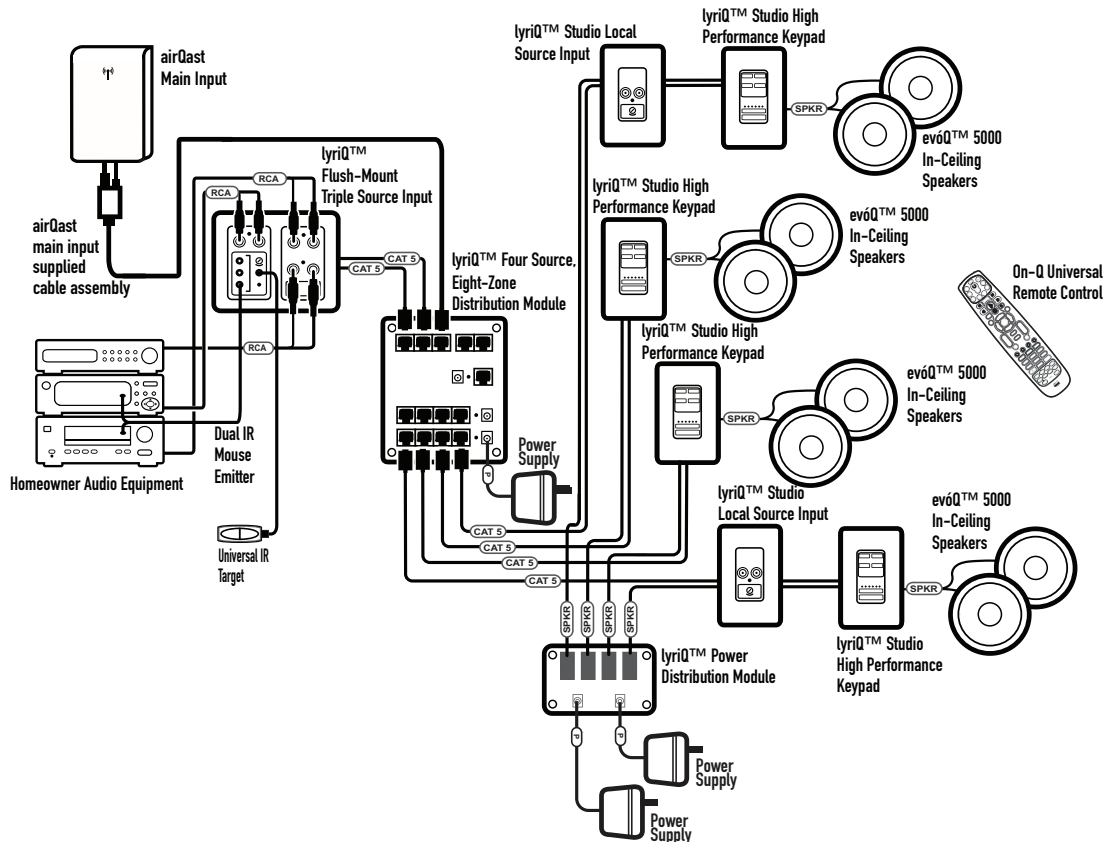 airQast
Main Input
lyriQ™ Studio Local
Source Input
lyriQ™ Studio High
Performance Keypad
SPKR
evóQ™ 5000
In-Ceiling
Speakers
lyriQ™
Flush-Mount
Triple Source Input
RCA
RCA
airQast
main input
supplied
cable assembly
CAT 5
CAT 5
lyriQ™ Four Source,
Eight-Zone
Distribution Module
lyriQ™ Studio High
Performance Keypad
SPKR
evóQ™ 5000
In-Ceiling
Speakers
On-Q Universal
Remote Control
lyriQ™ Studio High
Performance Keypad
SPKR
evóQ™ 5000
In-Ceiling
Speakers
RCA
Homeowner Audio Equipment
Dual IR
Mouse
Emitter
Universal IR
Target
P
Power
Supply
CAT 5
CAT 5
CAT 5
CAT 5
lyriQ™ Studio
Local Source Input
evóQ™ 5000
In-Ceiling
Speakers
SPKR
lyriQ™ Studio
High Performance
Keypad
SPKR
SPKR
SPKR
SPKR
lyriQ™ Power
Distribution Module
P
P
Power
Supply
Power
Supply